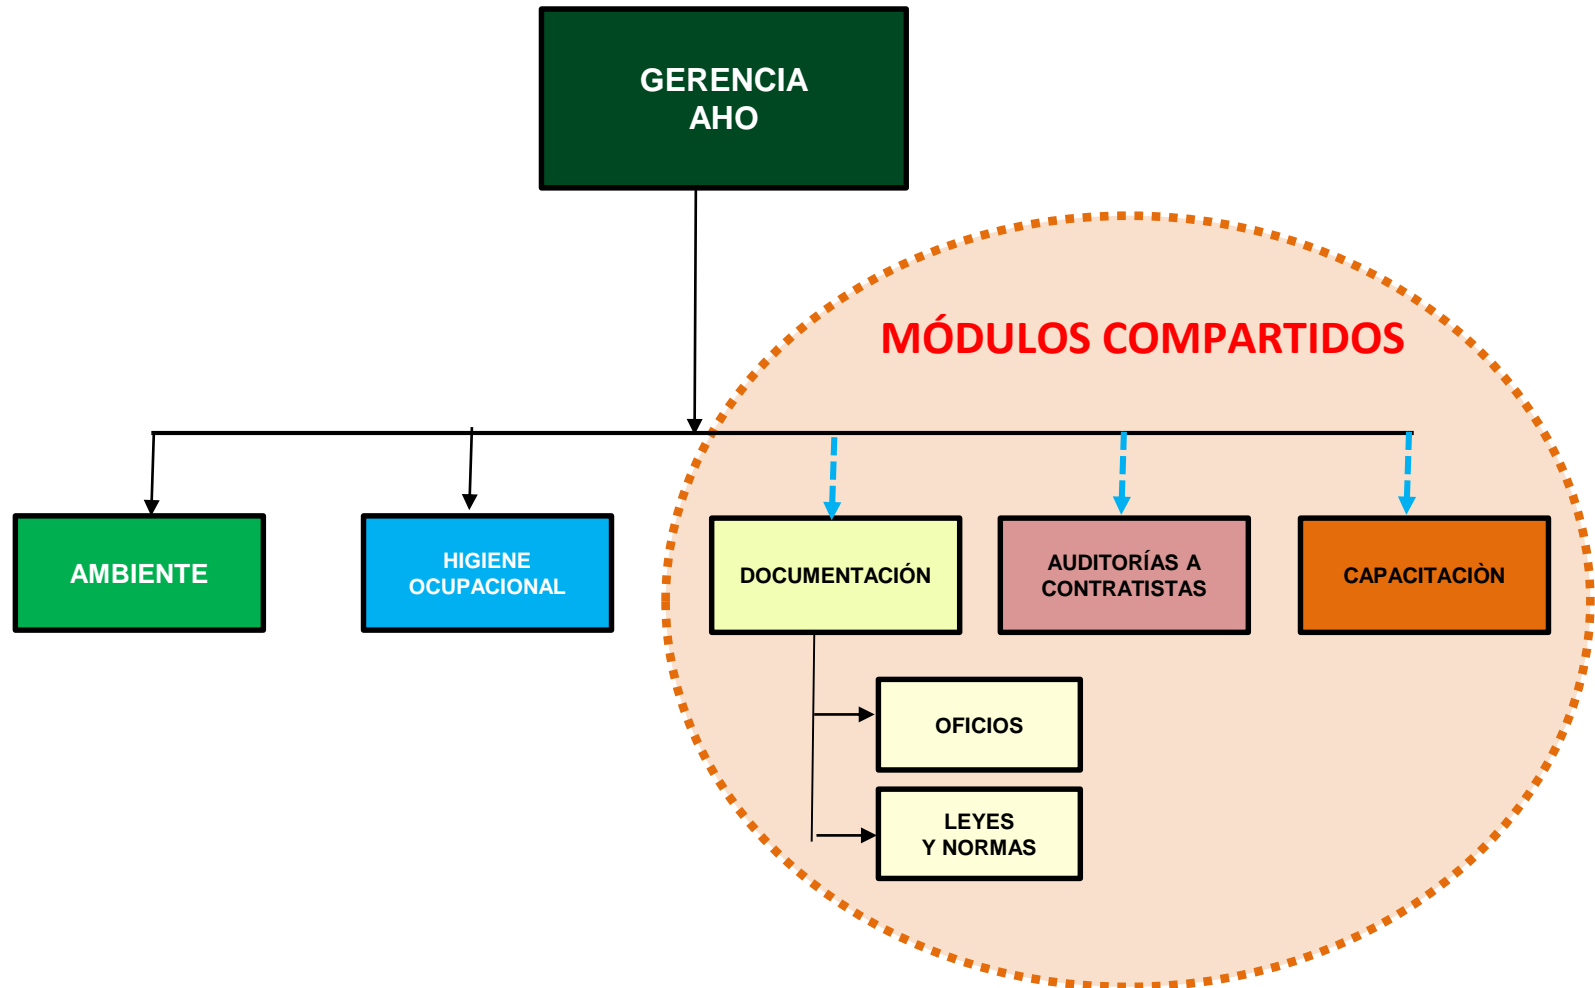 GERENCIA
AHO
MÓDULOS COMPARTIDOS
AMBIENTE
HIGIENE
OCUPACIONAL
DOCUMENTACIÓN
AUDITORÍAS A
CONTRATISTAS
CAPACITACIÒN
OFICIOS
LEYES
Y NORMAS